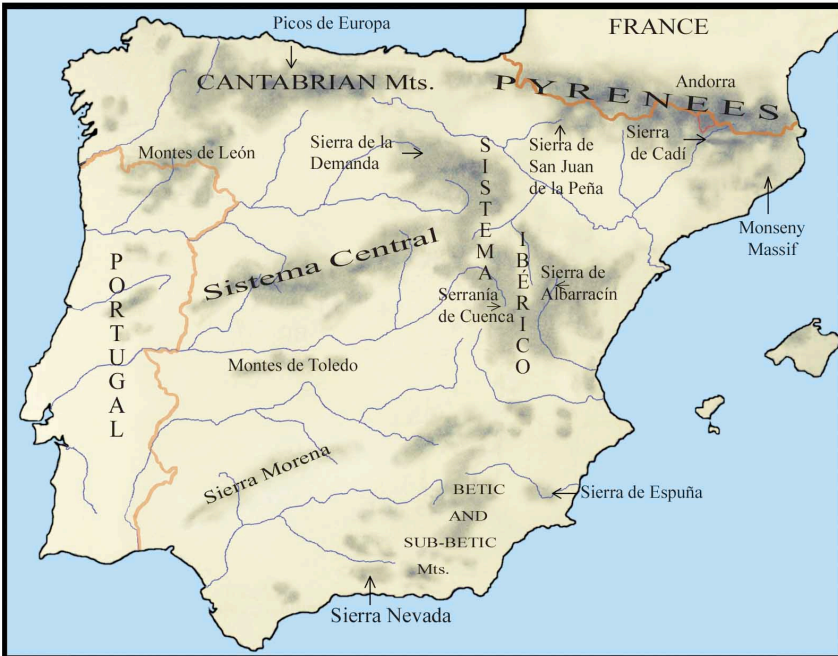 Picos de Europa
FRANCE
CANTABRIAN Mts.
PYRENEES
Andorra
Montes de León
Sierra de la
Demanda
SISTEMA
IBÉRICO
Sierra de
San Juan
de la Peña
Sierra
de Cadí
Monseny
Massif
PORTUGAL
Sistema Central
Serranía
de Cuenca
Sierra de
Albarracín
Montes de Toledo
Sierra Morena
BETIC
AND
SUB-BETIC
Mts.
Sierra de Espuña
Sierra Nevada